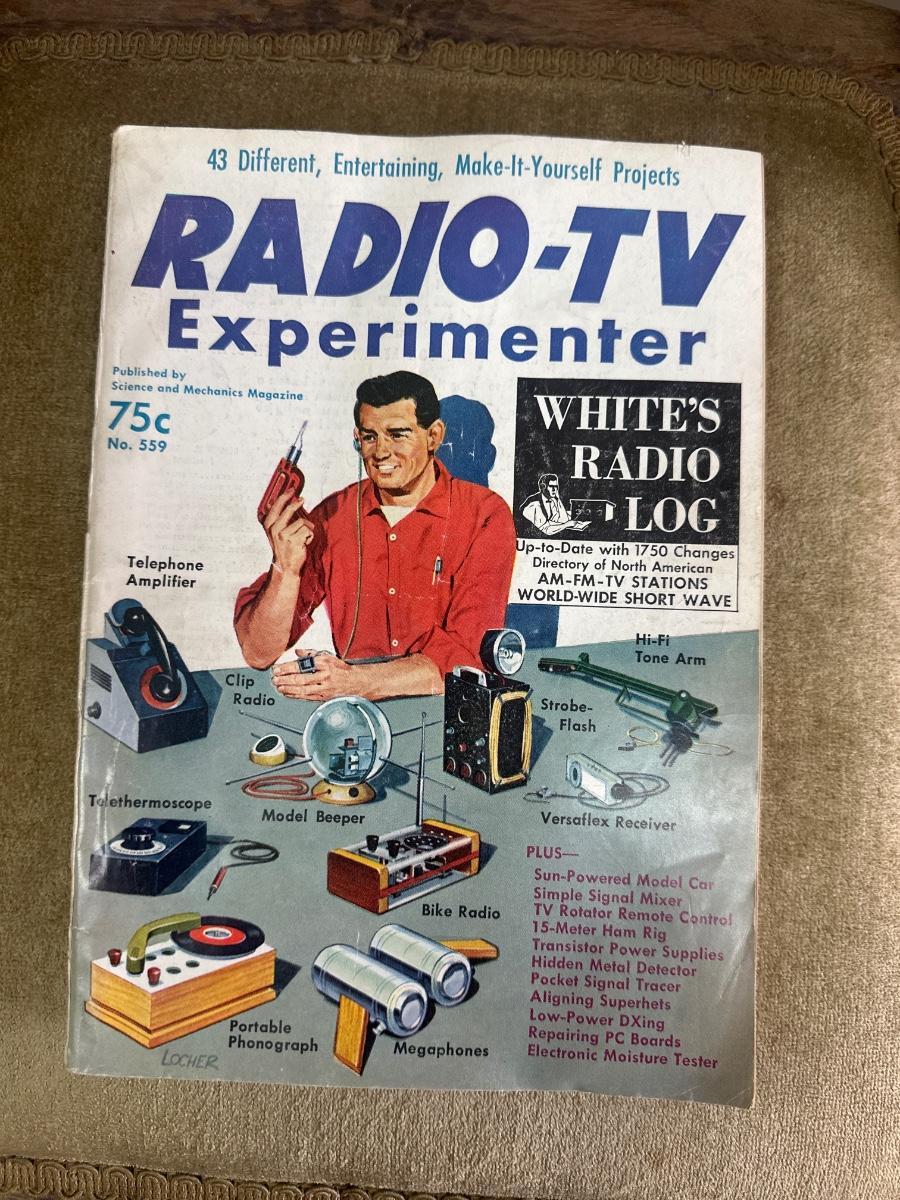 43 Different, Entertaining, Make-It-Yourself Projects
RADIO-TV
Experimenter
Published by
Science and Mechanics Magazine
75c
No. 559
WHITE'S
RADIO
LOG
Up-to-Date with 1750 Changes
Directory of North American
AM-FM-TV STATIONS
WORLD-WIDE SHORT WAVE
Telephone
Amplifier
Clip
Radio
Hi-Fi
Tone Arm
Strobe-
Flash
Telethermoscope
Model Beeper
Versaflex Receiver
Bike Radio
Portable
Phonograph
Megaphones
LOCHER
PLUS—
Sun-Powered Model Car
Simple Signal Mixer
TV Rotator Remote Control
15-Meter Ham Rig
Transistor Power Supplies
Hidden Metal Detector
Pocket Signal Tracer
Aligning Superhets
Low-Power DXing
Repairing PC Boards
Electronic Moisture Tester